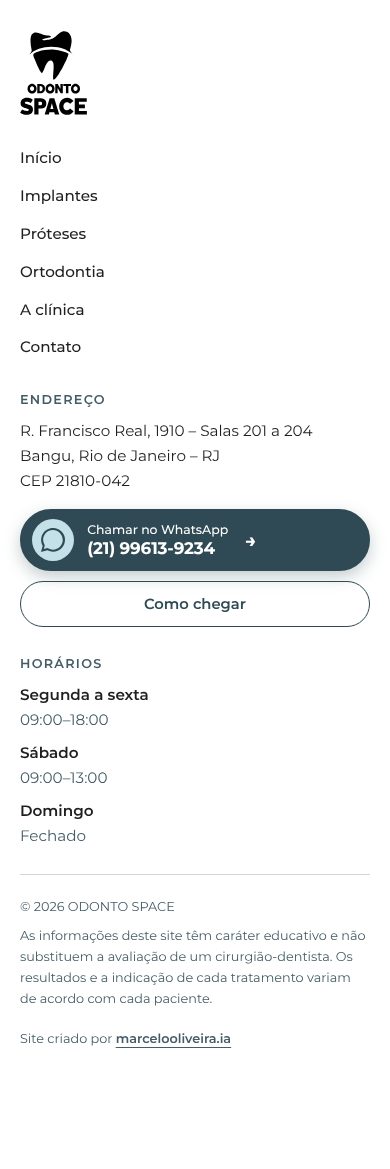 ODONTO
SPACE
Início
Implantes
Próteses
Ortodontia
A clínica
Contato
ENDEREÇO
R. Francisco Real, 1910 – Salas 201 a 204
Bangu, Rio de Janeiro – RJ
CEP 21810-042
Chamar no WhatsApp
(21) 99613-9234 →
Como chegar
HORÁRIOS
Segunda a sexta
09:00–18:00
Sábado
09:00–13:00
Domingo
Fechado
© 2026 ODONTO SPACE
As informações deste site têm caráter educativo e não
substituem a avaliação de um cirurgião-dentista. Os
resultados e a indicação de cada tratamento variam
de acordo com cada paciente.
Site criado por marcelooliveira.ia